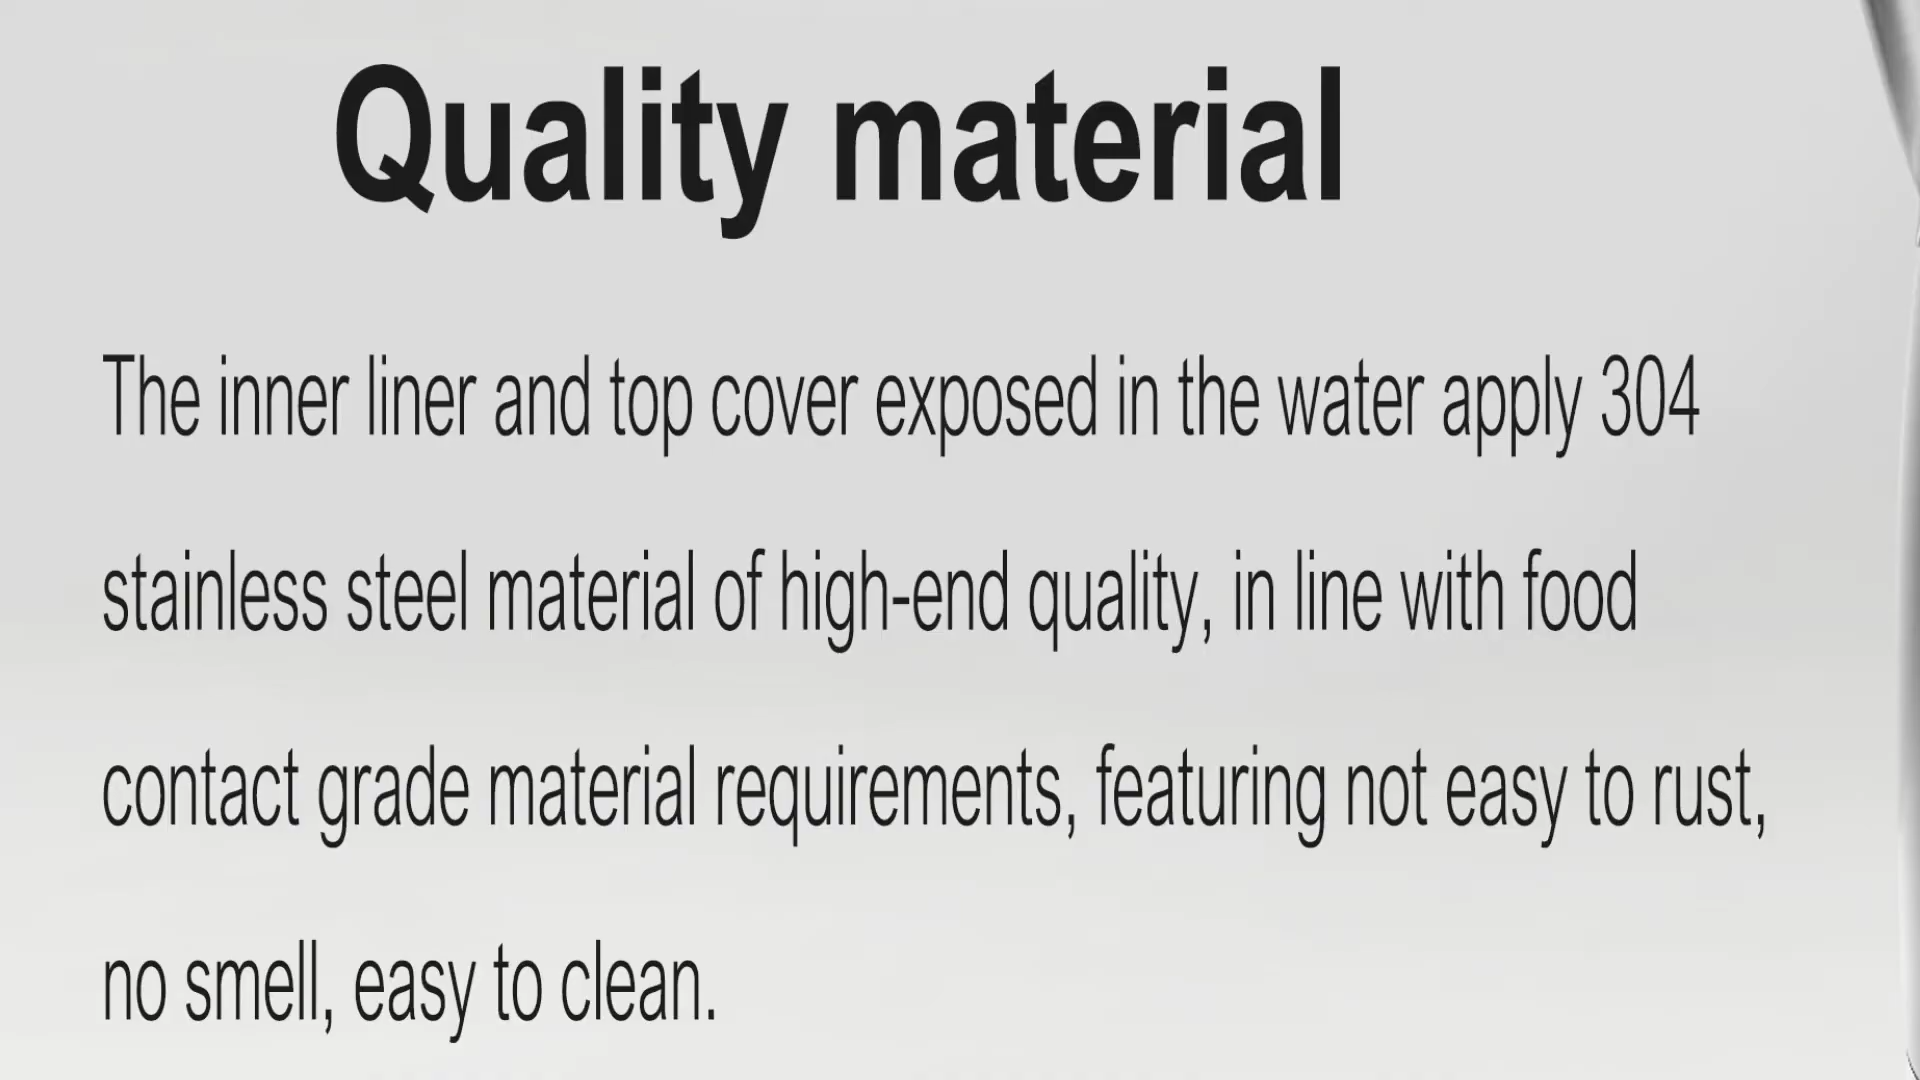 Quality material
The inner liner and top cover exposed in the water apply 304
stainless steel material of high-end quality, in line with food
contact grade material requirements, featuring not easy to rust,
no smell, easy to clean.